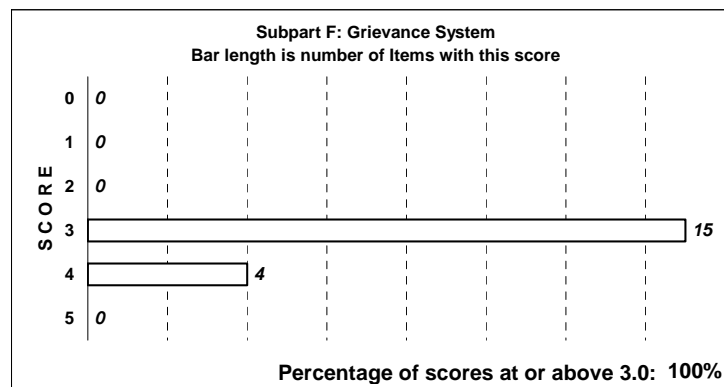 Subpart F: Grievance System
Bar length is number of Items with this score
SCORE
0 0
1 0
2 0
3 15
4 4
5 0
Percentage of scores at or above 3.0: 100%